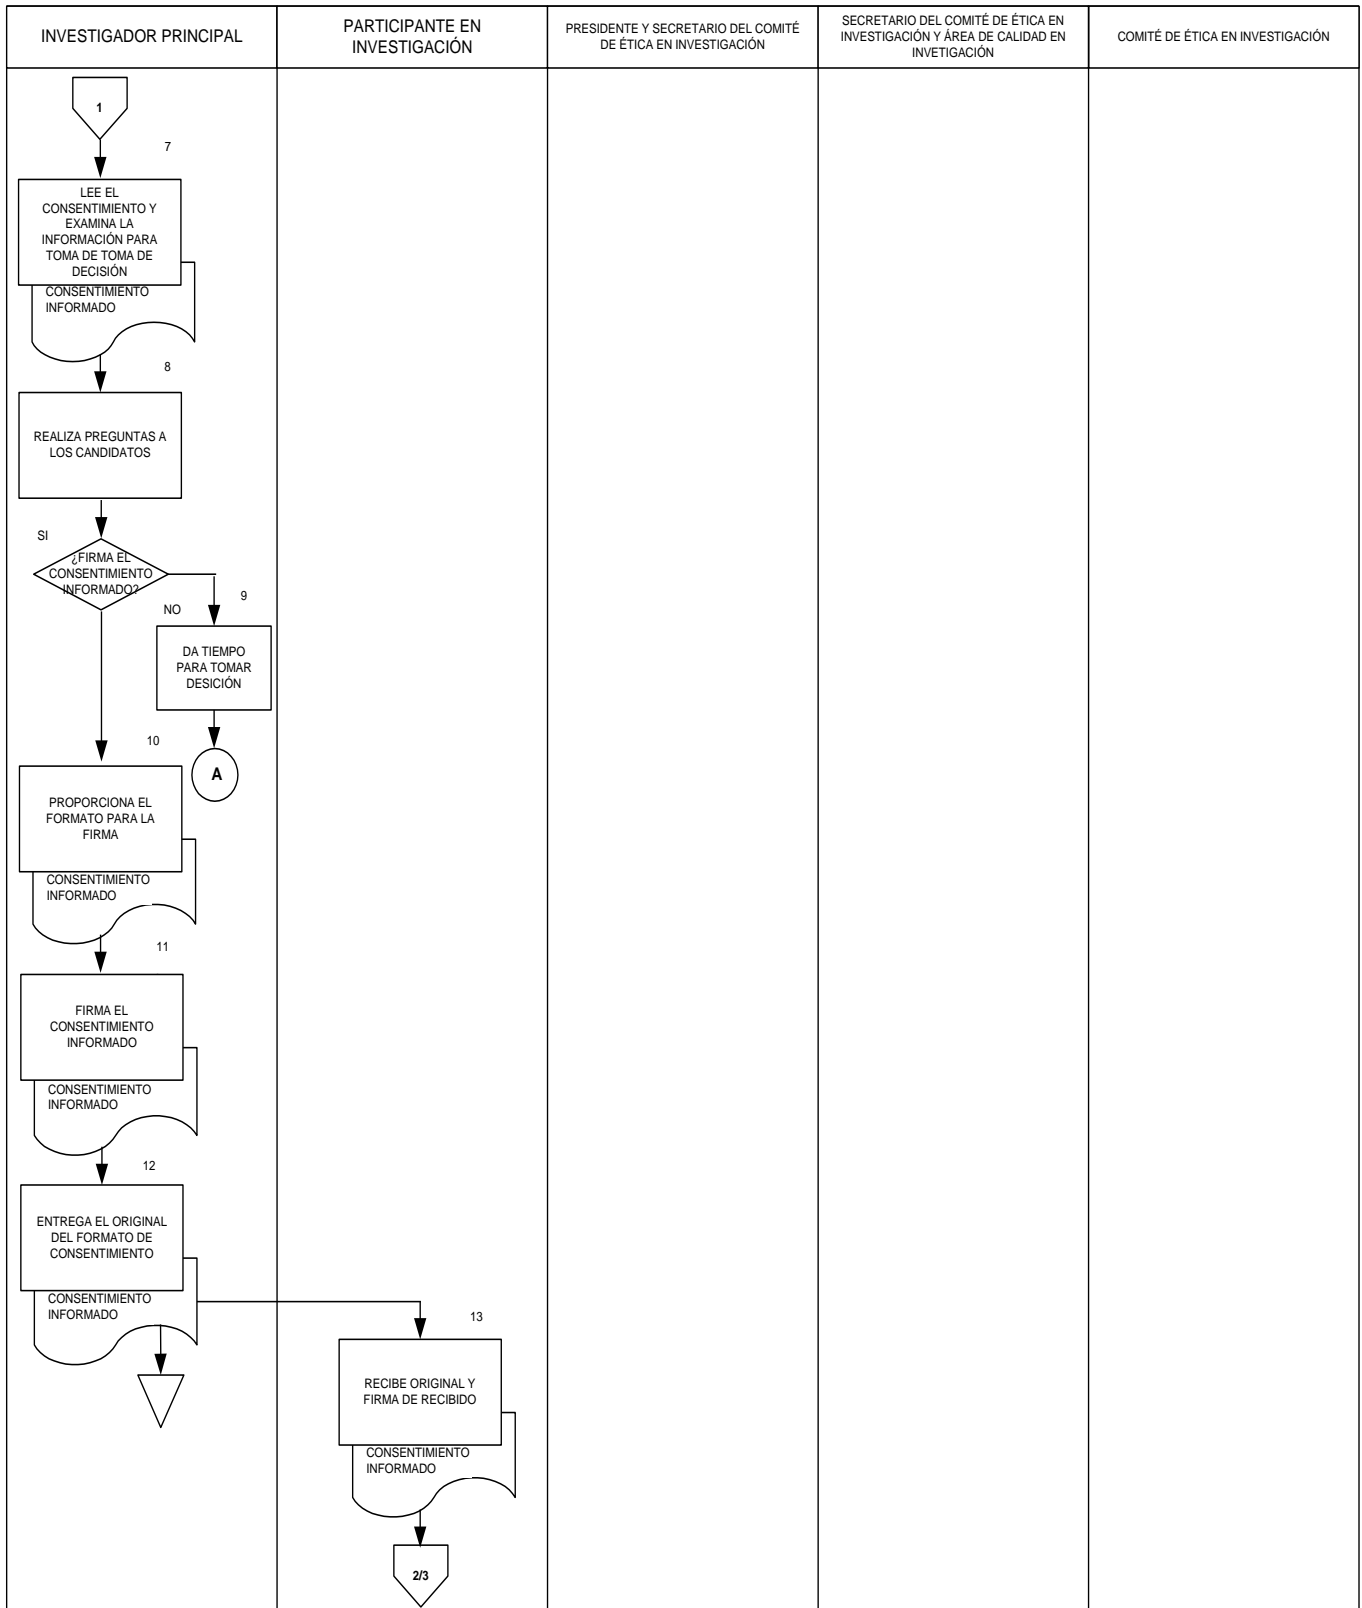 INVESTIGADOR PRINCIPAL
PARTICIPANTE EN
INVESTIGACIÓN
PRESIDENTE Y SECRETARIO DEL COMITÉ
DE ÉTICA EN INVESTIGACIÓN
SECRETARIO DEL COMITÉ DE ÉTICA EN
INVESTIGACIÓN Y ÁREA DE CALIDAD EN
INVETIGACIÓN
COMITÉ DE ÉTICA EN INVESTIGACIÓN
1
7
LEE EL
CONSENTIMIENTO Y
EXAMINA LA
INFORMACIÓN PARA
TOMA DE TOMA DE
DECISIÓN
CONSENTIMIENTO
INFORMADO
8
REALIZA PREGUNTAS A
LOS CANDIDATOS
SI
¿FIRMA EL
CONSENTIMIENTO
INFORMADO?
NO
9
DA TIEMPO
PARA TOMAR
DESICIÓN
A
10
PROPORCIONA EL
FORMATO PARA LA
FIRMA
CONSENTIMIENTO
INFORMADO
11
FIRMA EL
CONSENTIMIENTO
INFORMADO
CONSENTIMIENTO
INFORMADO
12
ENTREGA EL ORIGINAL
DEL FORMATO DE
CONSENTIMIENTO
CONSENTIMIENTO
INFORMADO
13
RECIBE ORIGINAL Y
FIRMA DE RECIBIDO
CONSENTIMIENTO
INFORMADO
2/3